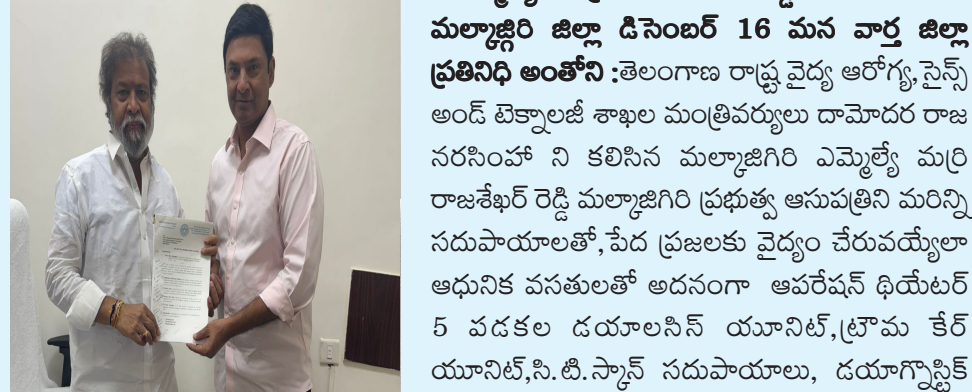 మల్కాజ్గిరి జిల్లా డిసెంబర్ 16 మన వార్త జిల్లా
ప్రతినిధి అంతోని :తెలంగాణ రాష్ట్ర వైద్య ఆరోగ్య,సైన్స్
అండ్ టెక్నాలజీ శాఖల మంత్రివర్యులు దామోదర రాజ
నరసింహా ని కలిసిన మల్కాజిగిరి ఎమ్మెల్యే మర్రి
రాజశేఖర్ రెడ్డి మల్కాజిగిరి ప్రభుత్వ ఆసుపత్రిని మరిన్ని
సదుపాయాలతో,పేద ప్రజలకు వైద్యం చేరువయ్యేలా
ఆధునిక వసతులతో అదనంగా ఆపరేషన్ థియేటర్
5 వడకల డయాలసిస్ యూనిట్,ట్రౌమ కేర్
యూనిట్,సి.టి.స్కాన్ సదుపాయాలు, డయాగ్నొస్టిక్